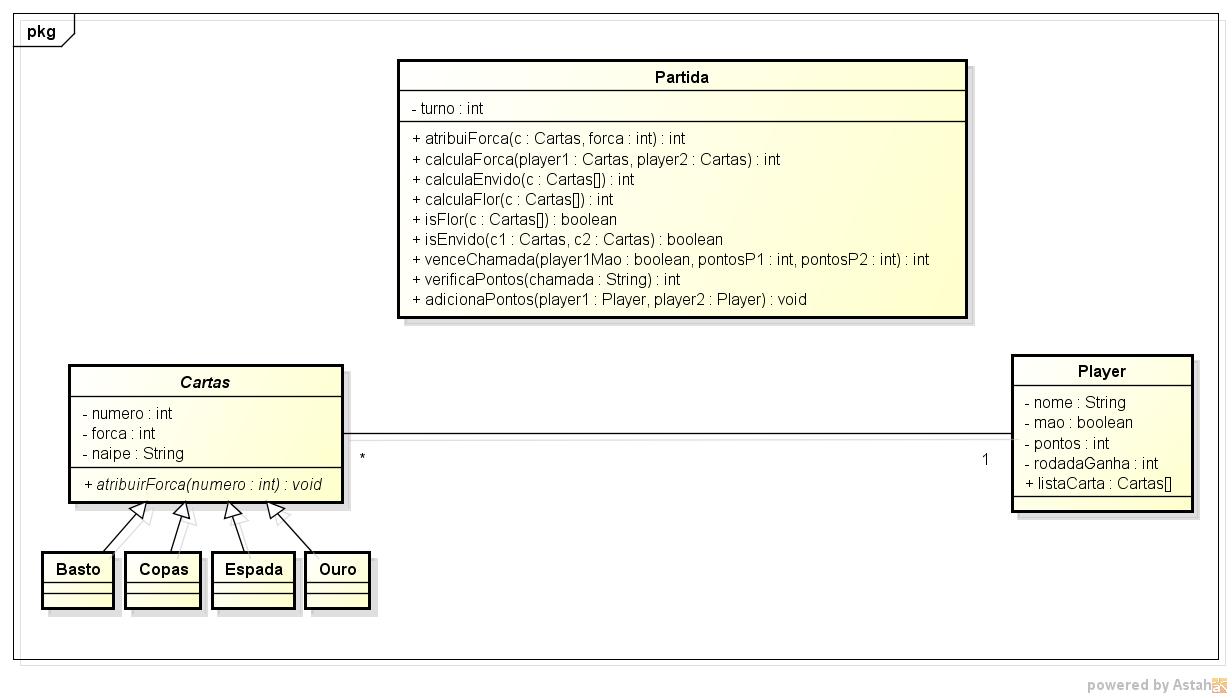 pkg
Partida
- turno : int
+ atribuiForca(c : Cartas, forca : int) : int
+ calculaForca(player1 : Cartas, player2 : Cartas) : int
+ calculaEnvido(c : Cartas[]) : int
+ calculaFlor(c : Cartas[]) : int
+ isFlor(c : Cartas[]) : boolean
+ isEnvido(c1 : Cartas, c2 : Cartas) : boolean
+ venceChamada(player1Mao : boolean, pontosP1 : int, pontosP2 : int) : int
+ verificaPontos(chamada : String) : int
+ adicionaPontos(player1 : Player, player2 : Player) : void
Cartas
- numero : int
- forca : int
- naipe : String
+ atribuirForca(numero : int) : void
*
1
Player
- nome : String
- mao : boolean
- pontos : int
- rodadaGanha : int
+ listaCarta : Cartas[]
Basto
Copas
Espada
Ouro
powered by Astah